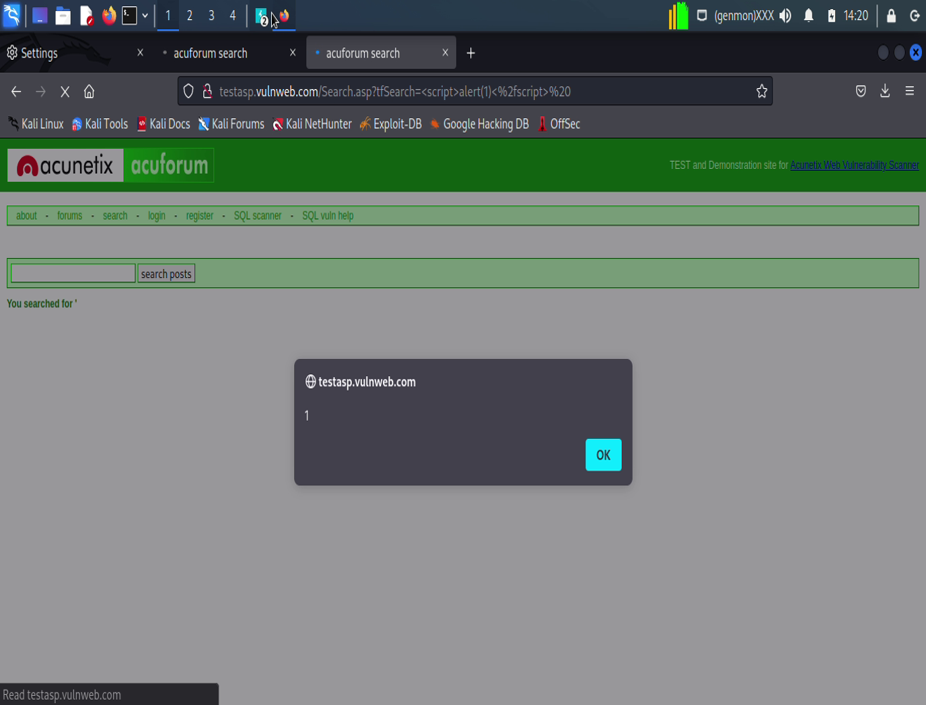 1 2 3 4 2 (genmon)XXX 14:20
Settings acuforum search acuforum search
testasp.vulnweb.com/Search.asp?tfSearch=<script>alert(1)<%2fscript>%20
Kali Linux Kali Tools Kali Docs Kali Forums Kali NetHunter Exploit-DB Google Hacking DB OffSec
acunetix acuforum TEST and Demonstration site for Acunetix Web Vulnerability Scanner
about - forums - search - login - register - SQL scanner - SQL vuln help
search posts
You searched for '
testasp.vulnweb.com
1
OK
Read testasp.vulnweb.com